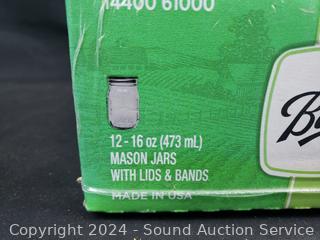 14400 61000
12 - 16 oz (473 mL)
MASON JARS
WITH LIDS & BANDS
MADE IN USA
Copyright 2024 - Sound Auction Service